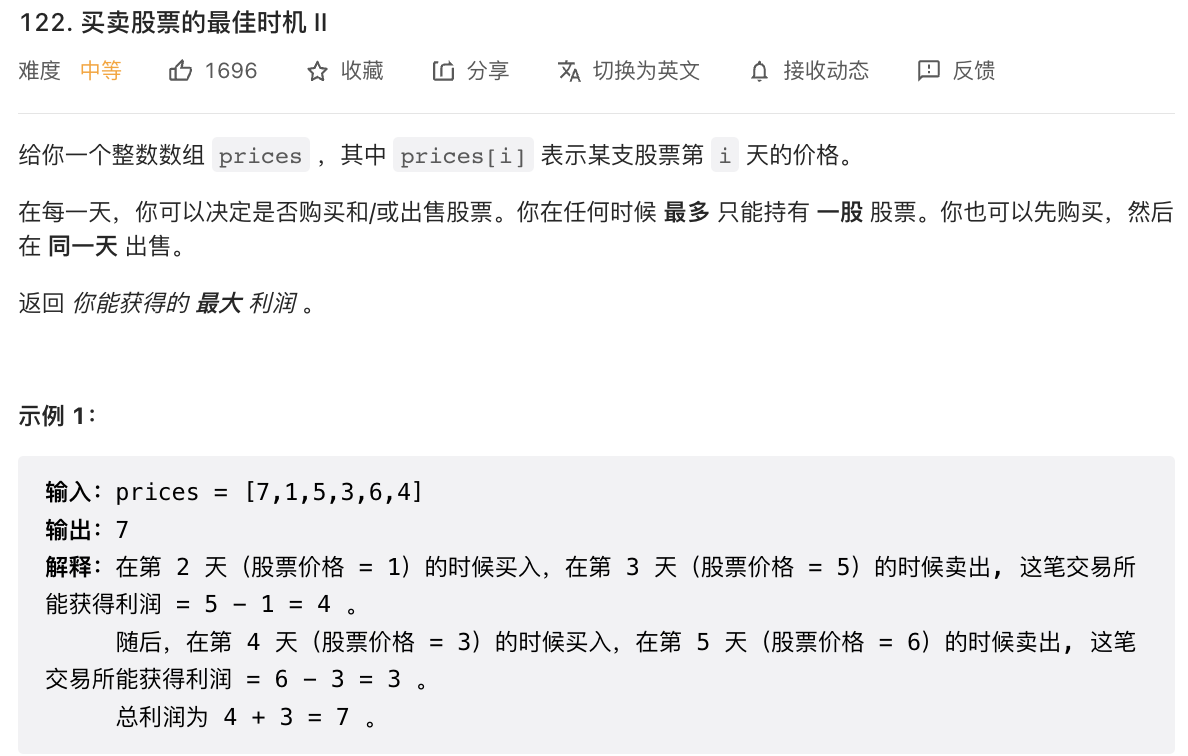 122. 买卖股票的最佳时机 II
难度 中等 1696 收藏 分享 切换为英文 接收动态 反馈
给你一个整数数组 prices ，其中 prices[i] 表示某支股票第 i 天的价格。
在每一天，你可以决定是否购买和/或出售股票。你在任何时候 最多 只能持有 一股 股票。你也可以先购买，然后
在 同一天 出售。
返回 你能获得的 最大 利润 。
示例 1：
输入：prices = [7,1,5,3,6,4]
输出：7
解释：在第 2 天（股票价格 = 1）的时候买入，在第 3 天（股票价格 = 5）的时候卖出, 这笔交易所
能获得利润 = 5 - 1 = 4 。
随后，在第 4 天（股票价格 = 3）的时候买入，在第 5 天（股票价格 = 6）的时候卖出, 这笔
交易所能获得利润 = 6 - 3 = 3 。
总利润为 4 + 3 = 7 。